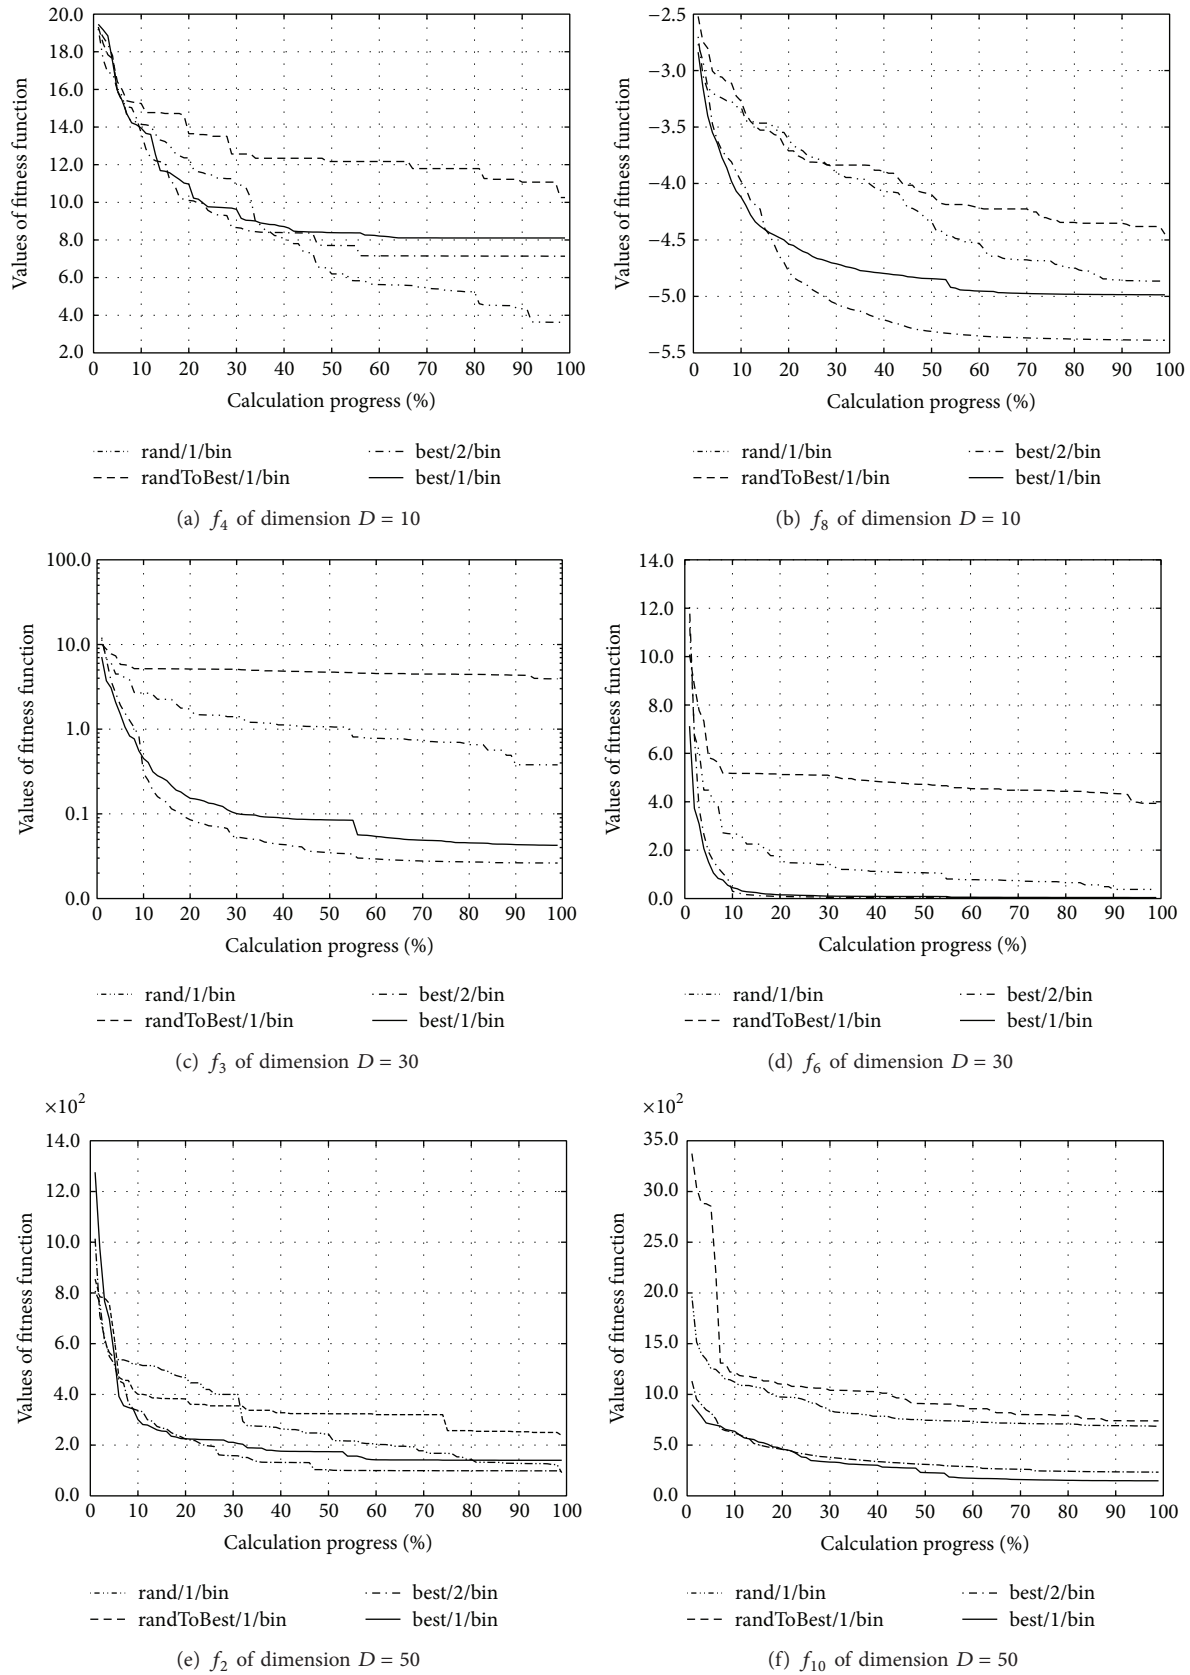 20.0
18.0
16.0
14.0
12.0
10.0
8.0
6.0
4.0
2.0
Values of fitness function
0 10 20 30 40 50 60 70 80 90 100
Calculation progress (%)
rand/1/bin
randToBest/1/bin
best/2/bin
best/1/bin
(a) f4 of dimension D = 10
−2.5
−3.0
−3.5
−4.0
−4.5
−5.0
−5.5
Values of fitness function
0 10 20 30 40 50 60 70 80 90 100
Calculation progress (%)
rand/1/bin
randToBest/1/bin
best/2/bin
best/1/bin
(b) f8 of dimension D = 10
100.0
10.0
1.0
0.1
0.0
Values of fitness function
0 10 20 30 40 50 60 70 80 90 100
Calculation progress (%)
rand/1/bin
randToBest/1/bin
best/2/bin
best/1/bin
(c) f3 of dimension D = 30
14.0
12.0
10.0
8.0
6.0
4.0
2.0
0.0
Values of fitness function
0 10 20 30 40 50 60 70 80 90 100
Calculation progress (%)
rand/1/bin
randToBest/1/bin
best/2/bin
best/1/bin
(d) f6 of dimension D = 30
×10²
14.0
12.0
10.0
8.0
6.0
4.0
2.0
0.0
Values of fitness function
0 10 20 30 40 50 60 70 80 90 100
Calculation progress (%)
rand/1/bin
randToBest/1/bin
best/2/bin
best/1/bin
(e) f2 of dimension D = 50
×10²
35.0
30.0
25.0
20.0
15.0
10.0
5.0
0.0
Values of fitness function
0 10 20 30 40 50 60 70 80 90 100
Calculation progress (%)
rand/1/bin
randToBest/1/bin
best/2/bin
best/1/bin
(f) f10 of dimension D = 50